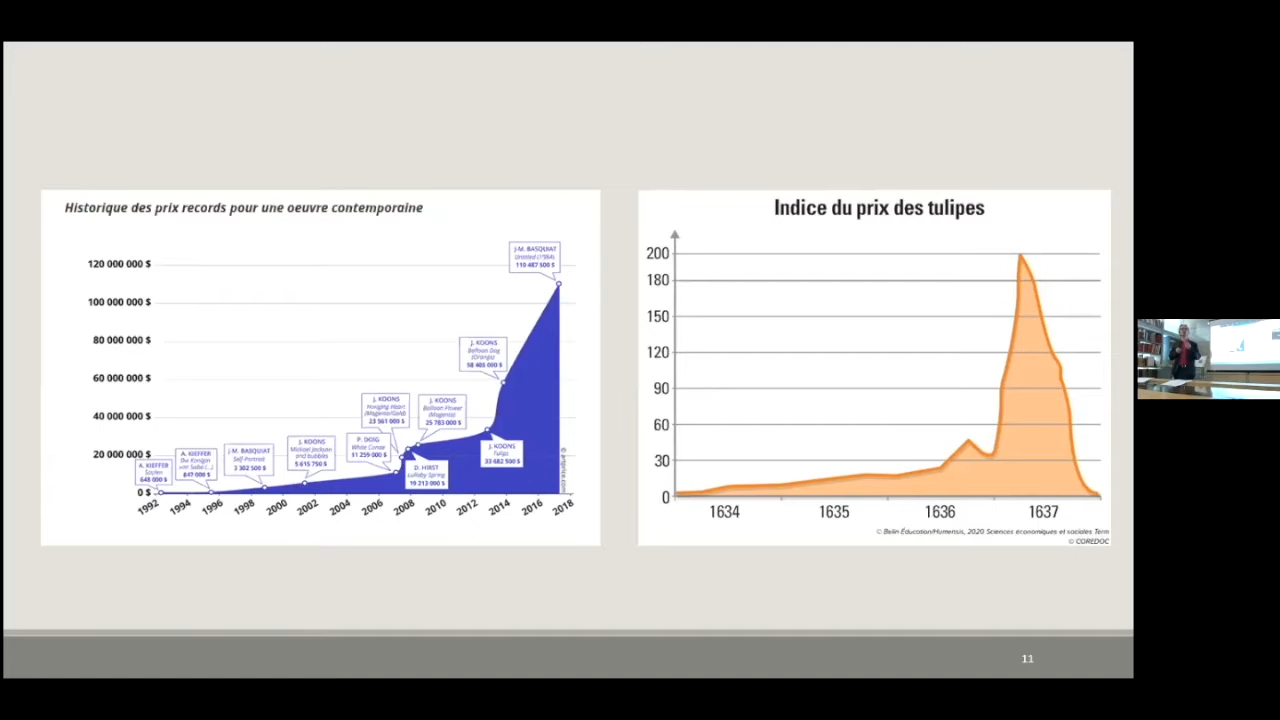 Historique des prix records pour une oeuvre contemporaine
120 000 000 $
100 000 000 $
80 000 000 $
60 000 000 $
40 000 000 $
20 000 000 $
0 $
J-M. BASQUIAT
Untitled (1984)
110 487 500 $
J. KOONS
Balloon Dog
(Orange)
58 405 000 $
J. KOONS
Hanging Heart
(Magenta/Gold)
23 561 000 $
J. KOONS
Balloon Flower
(Magenta)
25 783 000 $
P. DOIG
White Canoe
11 259 000 $
J. KOONS
Tulips
33 682 500 $
D. HIRST
Lullaby Spring
19 213 000 $
J. KOONS
Michael Jackson
and Bubbles
5 615 750 $
J-M. BASQUIAT
Self Portrait
3 302 500 $
A. KIEFFER
von Saba (...)
847 000 $
A. KIEFFER
648 000 $
© artprice.com
1992
1994
1996
1998
2000
2002
2004
2006
2008
2010
2012
2014
2016
2018
Indice du prix des tulipes
200
180
150
120
90
60
30
0
1634
1635
1636
1637
© Belin Éducation/Humensis, 2020 Sciences économiques et sociales Term
© COREDOC
11